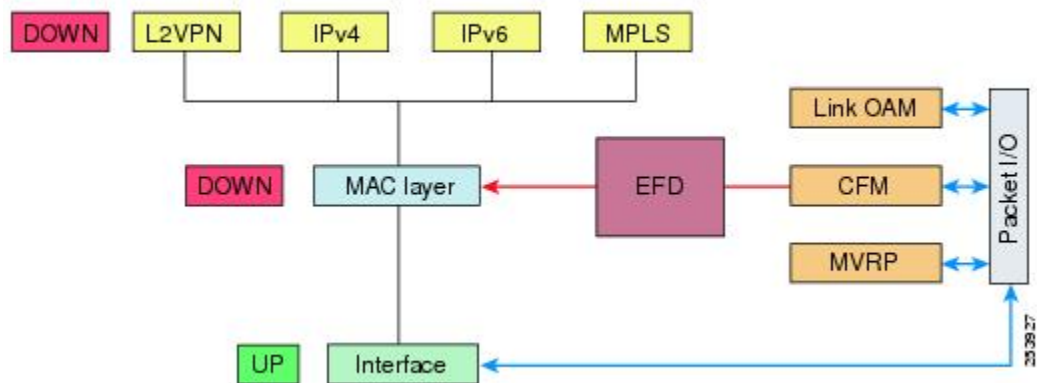 DOWN L2VPN IPv4 IPv6 MPLS
Link OAM
DOWN MAC layer EFD CFM
Packet I/O
MVRP
UP Interface
253927